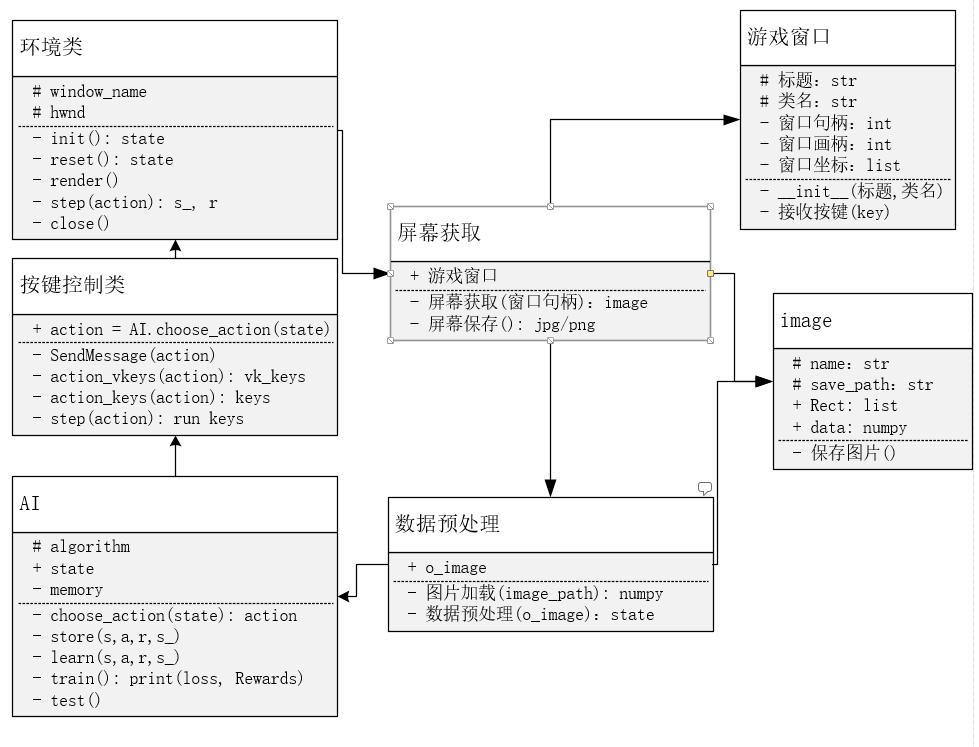 环境类
# window_name
# hwnd
- init(): state
- reset(): state
- render()
- step(action): s_, r
- close()
按键控制类
+ action = AI.choose_action(state)
- SendMessage(action)
- action_vkeys(action): vk_keys
- action_keys(action): keys
- step(action): run keys
AI
# algorithm
+ state
- memory
- choose_action(state): action
- store(s,a,r,s_)
- learn(s,a,r,s_)
- train(): print(loss, Rewards)
- test()
屏幕获取
+ 游戏窗口
- 屏幕获取(窗口句柄): image
- 屏幕保存(): jpg/png
数据预处理
+ o_image
- 图片加载(image_path): numpy
- 数据预处理(o_image): state
游戏窗口
# 标题: str
# 类名: str
- 窗口句柄: int
- 窗口画柄: int
- 窗口坐标: list
- __init__(标题,类名)
- 接收按键(key)
image
# name: str
# save_path: str
+ Rect: list
+ data: numpy
- 保存图片()